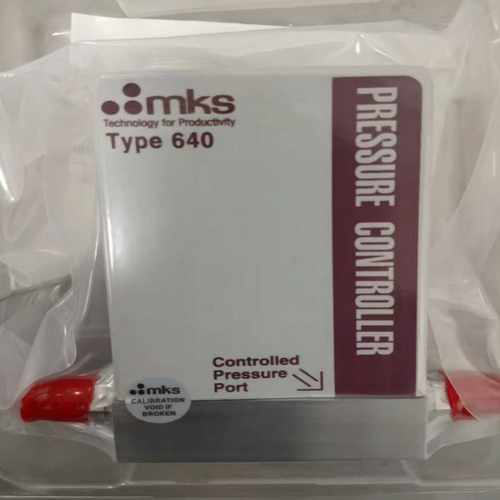 mks
Technology for Productivity
Type 640
PRESSURE CONTROLLER
Controlled
Pressure
Port
mks
CALIBRATION
VOID IF
BROKEN